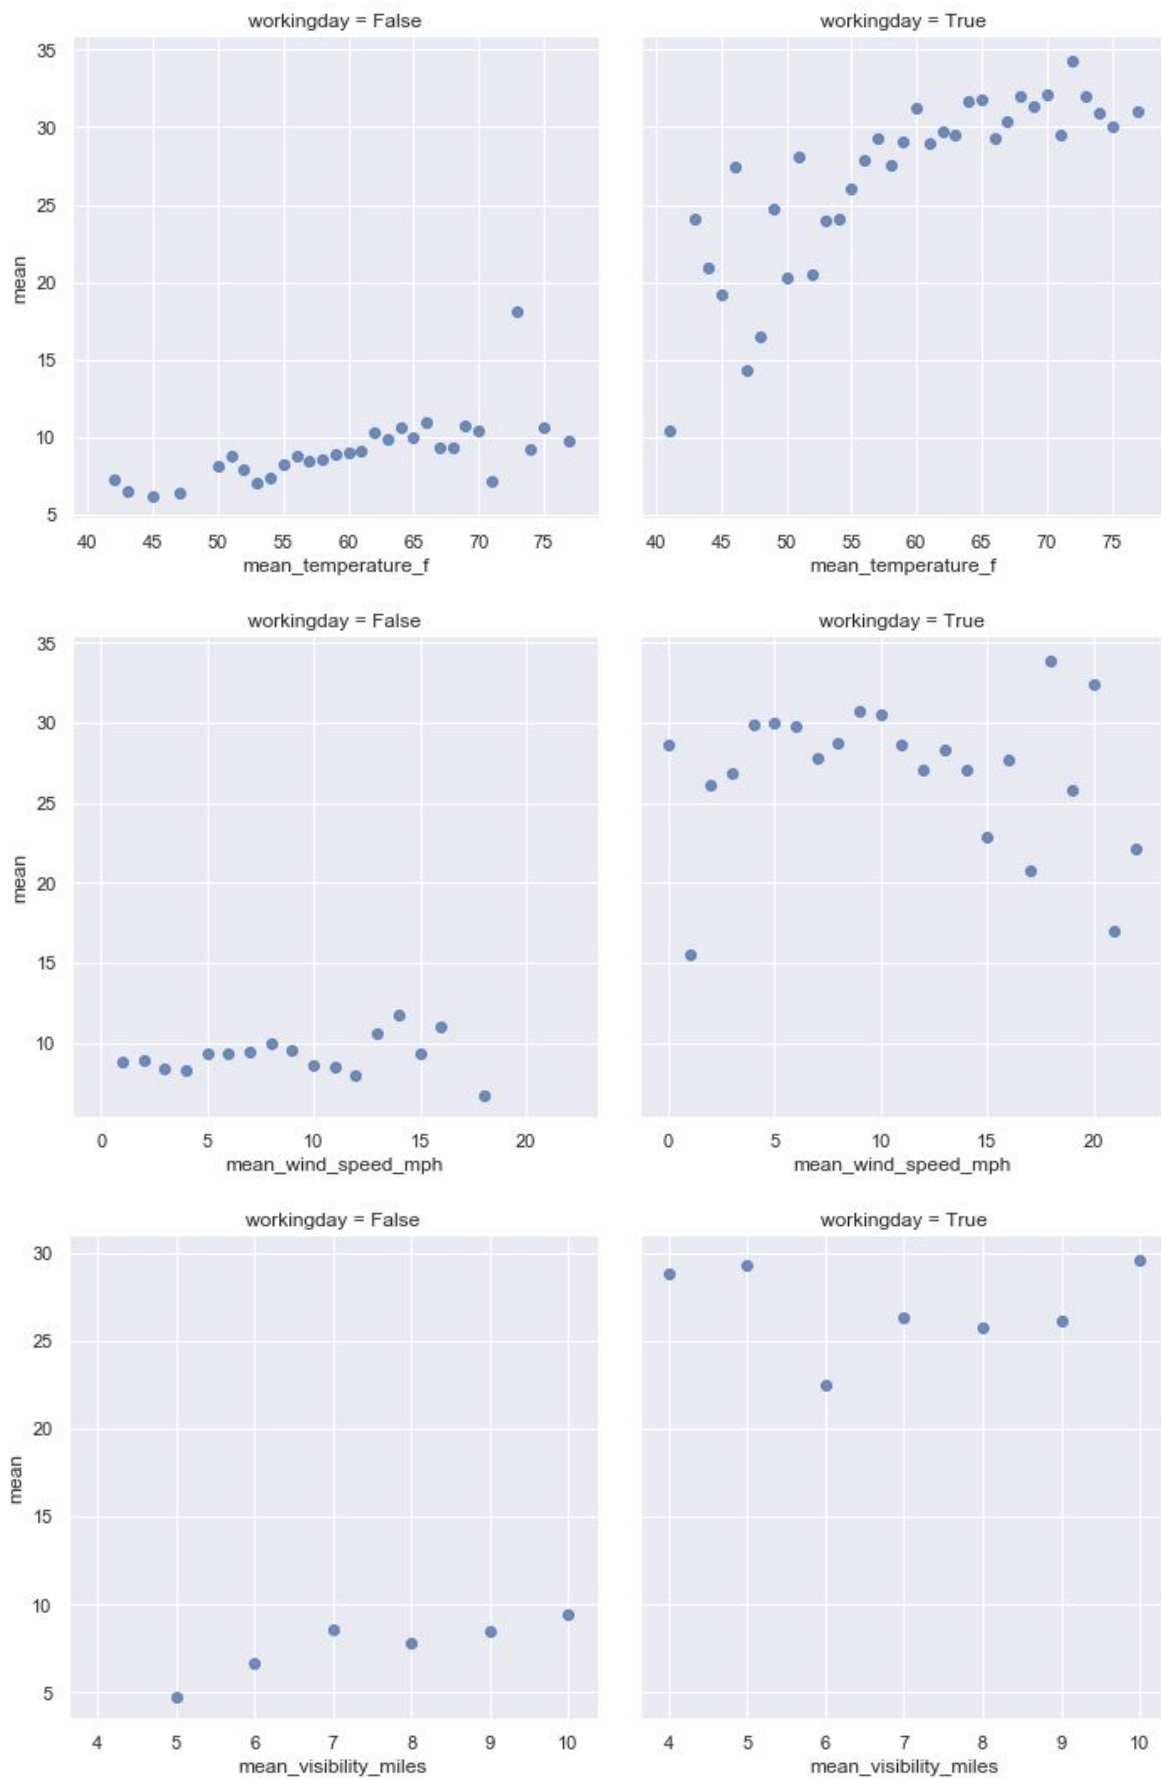 workingday = False
workingday = True
35
30
25
20
15
10
5
mean
40 45 50 55 60 65 70 75
40 45 50 55 60 65 70 75
mean_temperature_f
mean_temperature_f
workingday = False
workingday = True
35
30
25
20
15
10
mean
0 5 10 15 20
0 5 10 15 20
mean_wind_speed_mph
mean_wind_speed_mph
workingday = False
workingday = True
30
25
20
15
10
5
mean
4 5 6 7 8 9 10
4 5 6 7 8 9 10
mean_visibility_miles
mean_visibility_miles